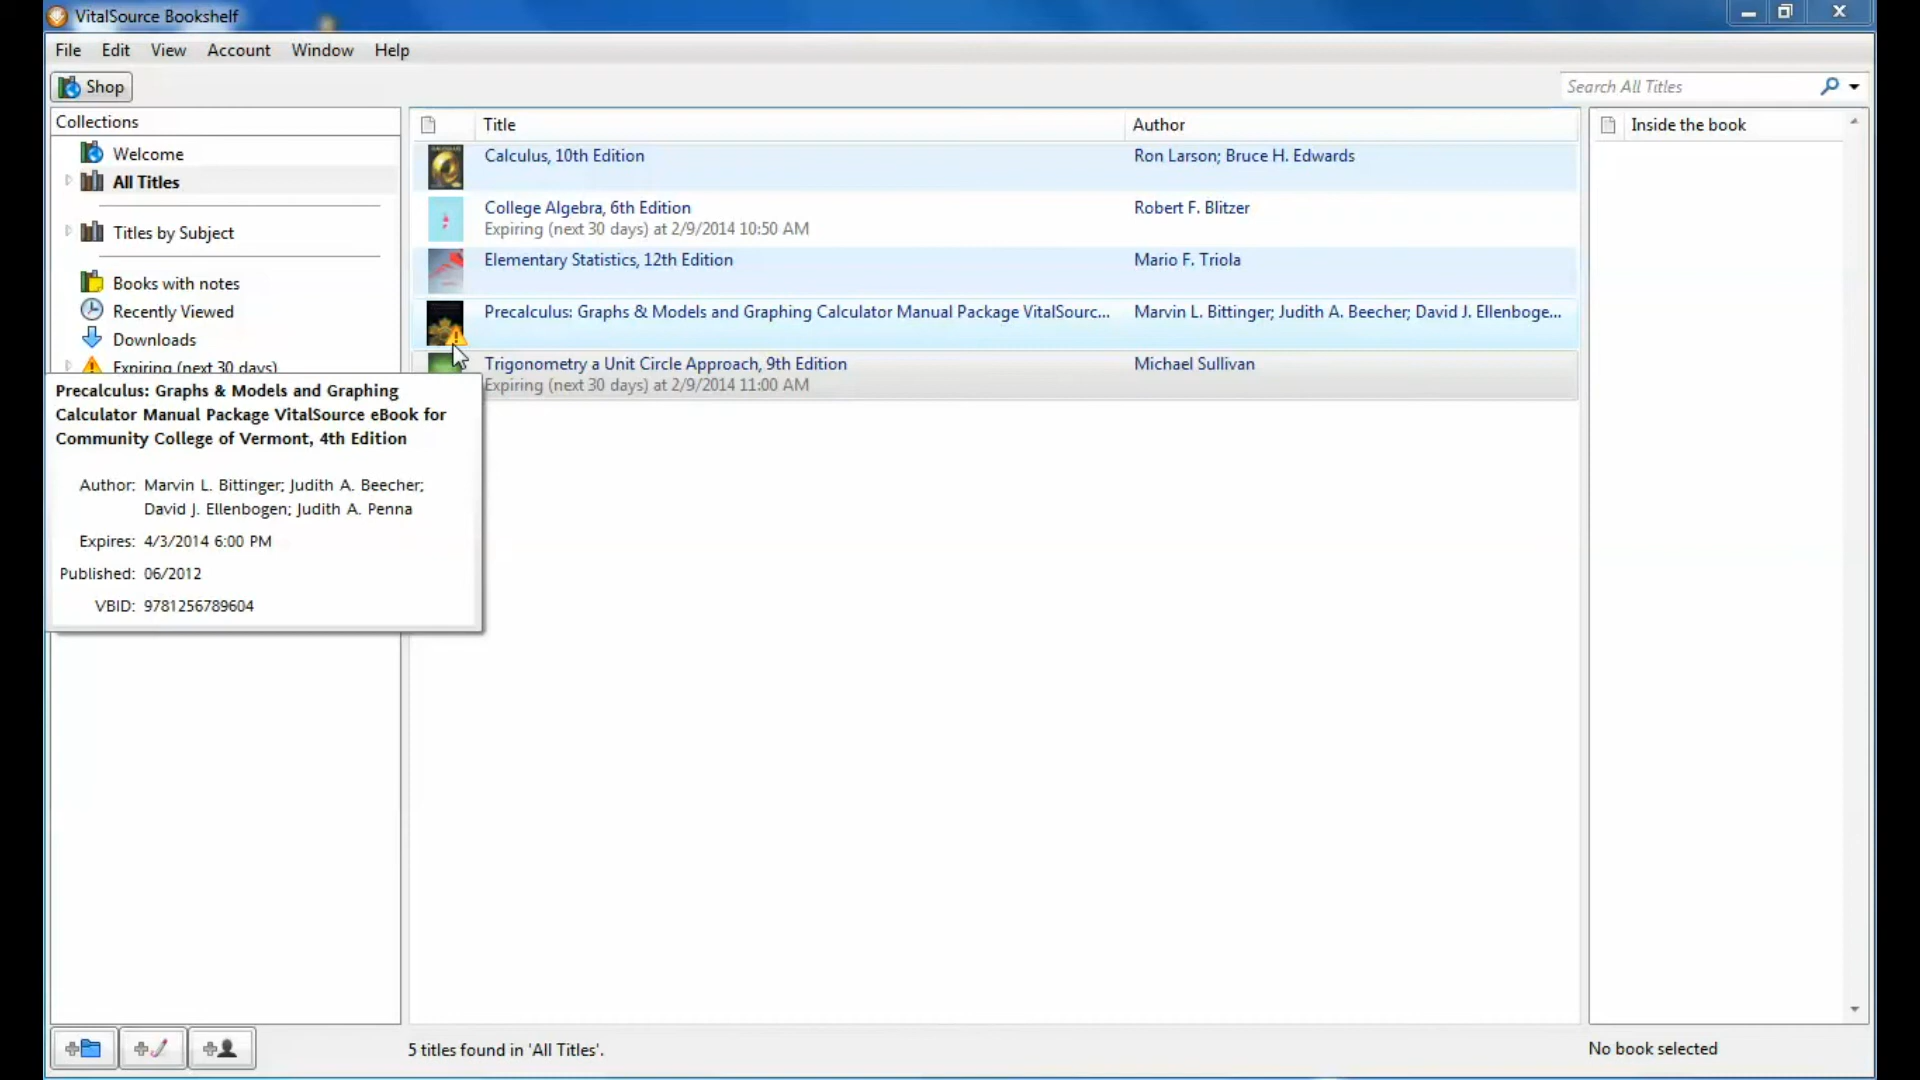 VitalSource Bookshelf
File Edit View Account Window Help
Shop
Search All Titles
Collections
Welcome
All Titles
Titles by Subject
Books with notes
Recently Viewed
Downloads
Expiring (next 30 days)
Title Author
Calculus, 10th Edition Ron Larson; Bruce H. Edwards
College Algebra, 6th Edition Robert F. Blitzer
Expiring (next 30 days) at 2/9/2014 10:50 AM
Elementary Statistics, 12th Edition Mario F. Triola
Precalculus: Graphs & Models and Graphing Calculator Manual Package VitalSourc... Marvin L. Bittinger; Judith A. Beecher; David J. Ellenboge...
Trigonometry a Unit Circle Approach, 9th Edition Michael Sullivan
Expiring (next 30 days) at 2/9/2014 11:00 AM
Inside the book
Precalculus: Graphs & Models and Graphing
Calculator Manual Package VitalSource eBook for
Community College of Vermont, 4th Edition
Author: Marvin L. Bittinger; Judith A. Beecher;
David J. Ellenbogen; Judith A. Penna
Expires: 4/3/2014 6:00 PM
Published: 06/2012
VBID: 9781256789604
5 titles found in 'All Titles'.
No book selected